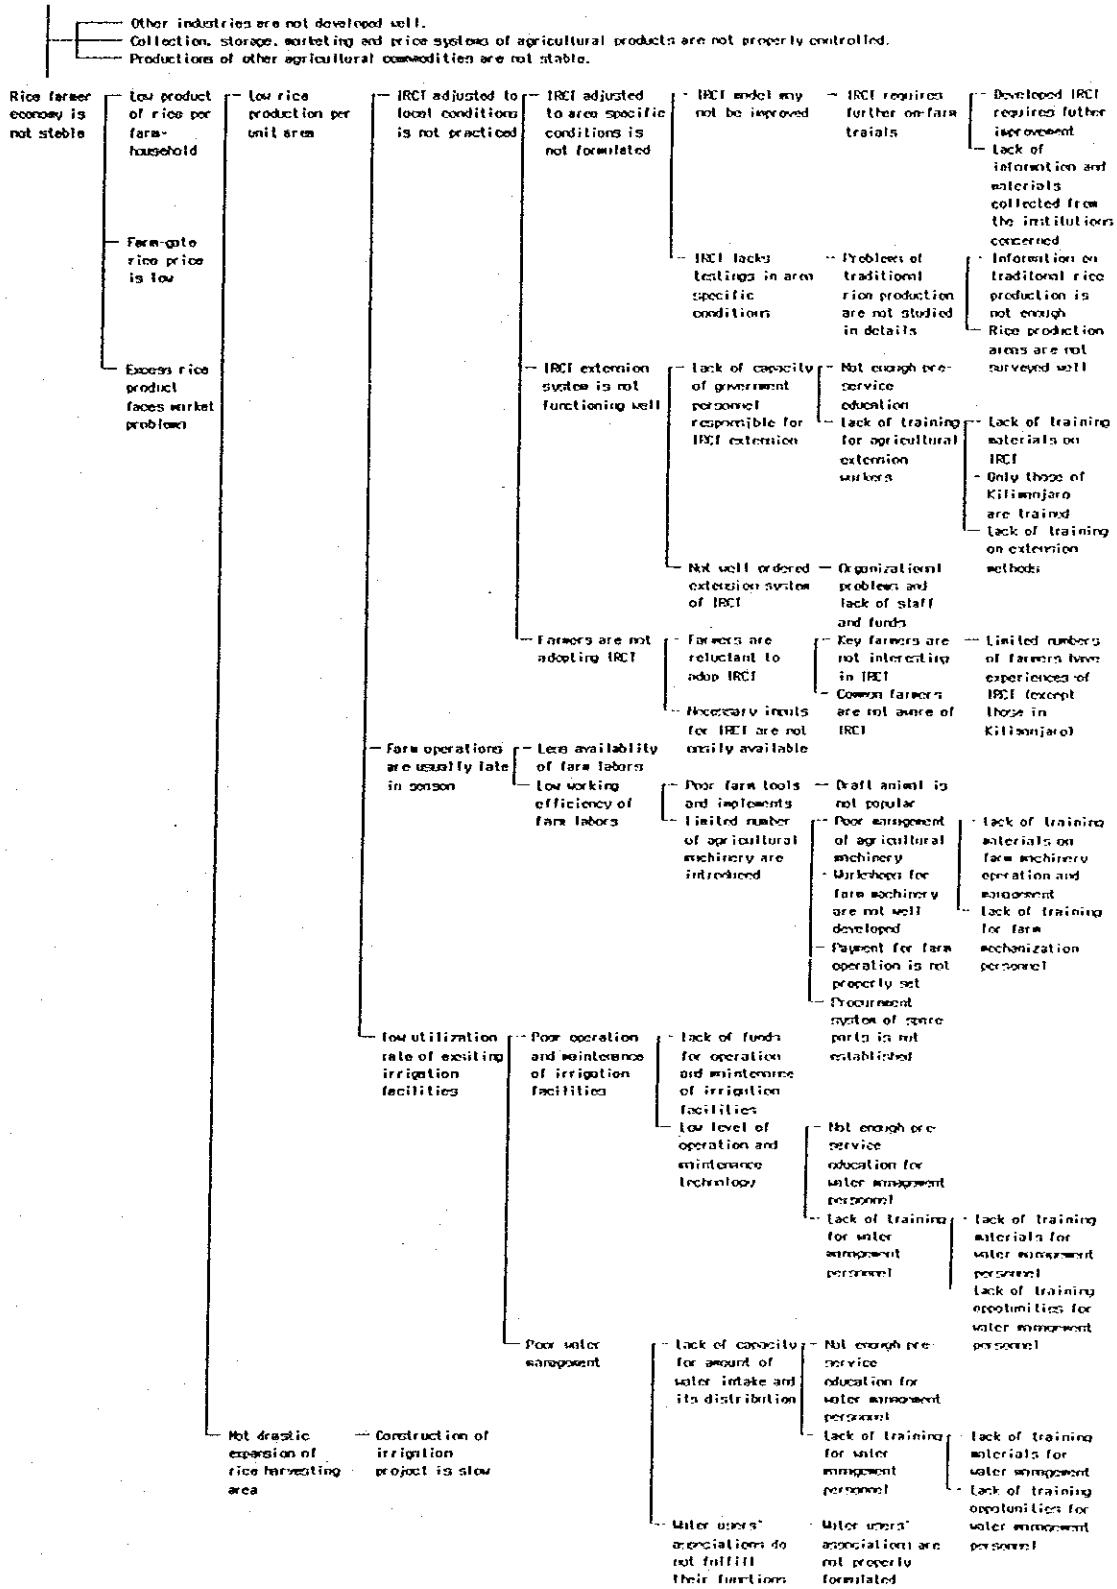 Other industries are not developed well.
Collection, storage, marketing and price systems of agricultural products are not properly controlled.
Productions of other agricultural commodities are not stable.
Rice farmer
economy is
not stable
Low product
of rice per
farm-
household
Farm-gate
rice price
is low
Excess rice
product
faces market
problems
Low rice
production per
unit area
Not drastic
expansion of
rice harvesting
area
Construction of
irrigation
project is slow
IRCT adjusted to
local conditions
is not practiced
Farm operations
are usually late
in season
Low utilization
rate of exsiting
irrigation
facilities
IRCT adjusted
to area specific
conditions is
not formulated
IRCT extension
system is not
functioning well
Farmers are not
adopting IRCT
Less availablity
of farm labors
Low working
efficiency of
farm labors
Poor operation
and maintenance
of irrigation
facilities
Poor water
management
IRCT model may
not be improved
IRCT lacks
testings in area
specific
conditions
Lack of capacity
of government
personnel
responsible for
IRCT extension
Not well ordered
extension system
of IRCT
Farmers are
reluctant to
adop IRCT
Necessary inputs
for IRCT are not
easily available
Poor farm tools
and implements
Limited number
of agricultural
machinery are
introduced
Lack of funds
for operation
and maintenance
of irrigation
facilities
Low level of
operation and
maintenance
technology
Lack of capacity
for amount of
water intake and
its distribution
Water users'
associations do
not fulfill
their functions
IRCT requires
further on-farm
traials
Problems of
traditional
rion production
are not studied
in details
Not enough pre-
service
education
Lack of training
for agricultural
extension
workers
Organizational
problems and
lack of staff
and funds
Key farmers are
not interesting
in IRCT
Common farmers
are not aware of
IRCT
Draft animal is
not popular
Poor management
of agricultural
machinery
Workshops for
farm machinery
are not well
developed
Payment for farm
operation is not
properly set
Procurment
system of spare
parts is not
established
Not enough pre-
service
education for
water management
personnel
Lack of training
for water
management
personnel
Not enough pre-
service
education for
water management
personnel
Lack of training
for water
management
personnel
Water users'
associations are
not properly
formulated
Developed IRCT
requires futher
improvement
Lack of
information and
materials
collected from
the institutions
concerned
Information on
traditonal rice
production is
not enough
Rice production
areas are not
surveyed well
Lack of training
materials on
IRCT
Only those of
Kilimanjaro
are trained
Lack of training
on extension
methods
Limited numbers
of farmers have
experiences of
IRCT (except
those in
Kilimanjaro)
Lack of training
materials on
farm machinery
operation and
management
Lack of training
for farm
mechanization
personnel
Lack of training
materials for
water management
personnel
Lack of training
oppotunities for
water management
personnel
Lack of training
materials for
water management
Lack of training
oppotunities for
water management
personnel